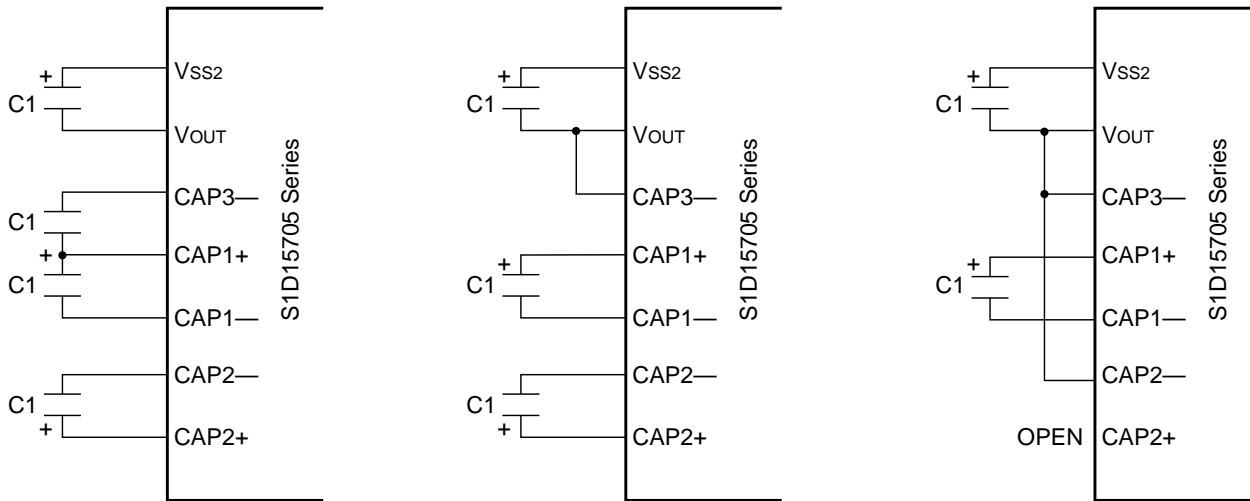 +
C1
VSS2
VOUT
C1
+
C1
CAP3—
CAP1+
CAP1—
C1
+
CAP2—
CAP2+
S1D15705 Series
+
C1
VSS2
VOUT
CAP3—
+
C1
CAP1+
CAP1—
C1
+
CAP2—
CAP2+
S1D15705 Series
+
C1
VSS2
VOUT
CAP3—
+
C1
CAP1+
CAP1—
CAP2—
OPEN CAP2+
S1D15705 Series